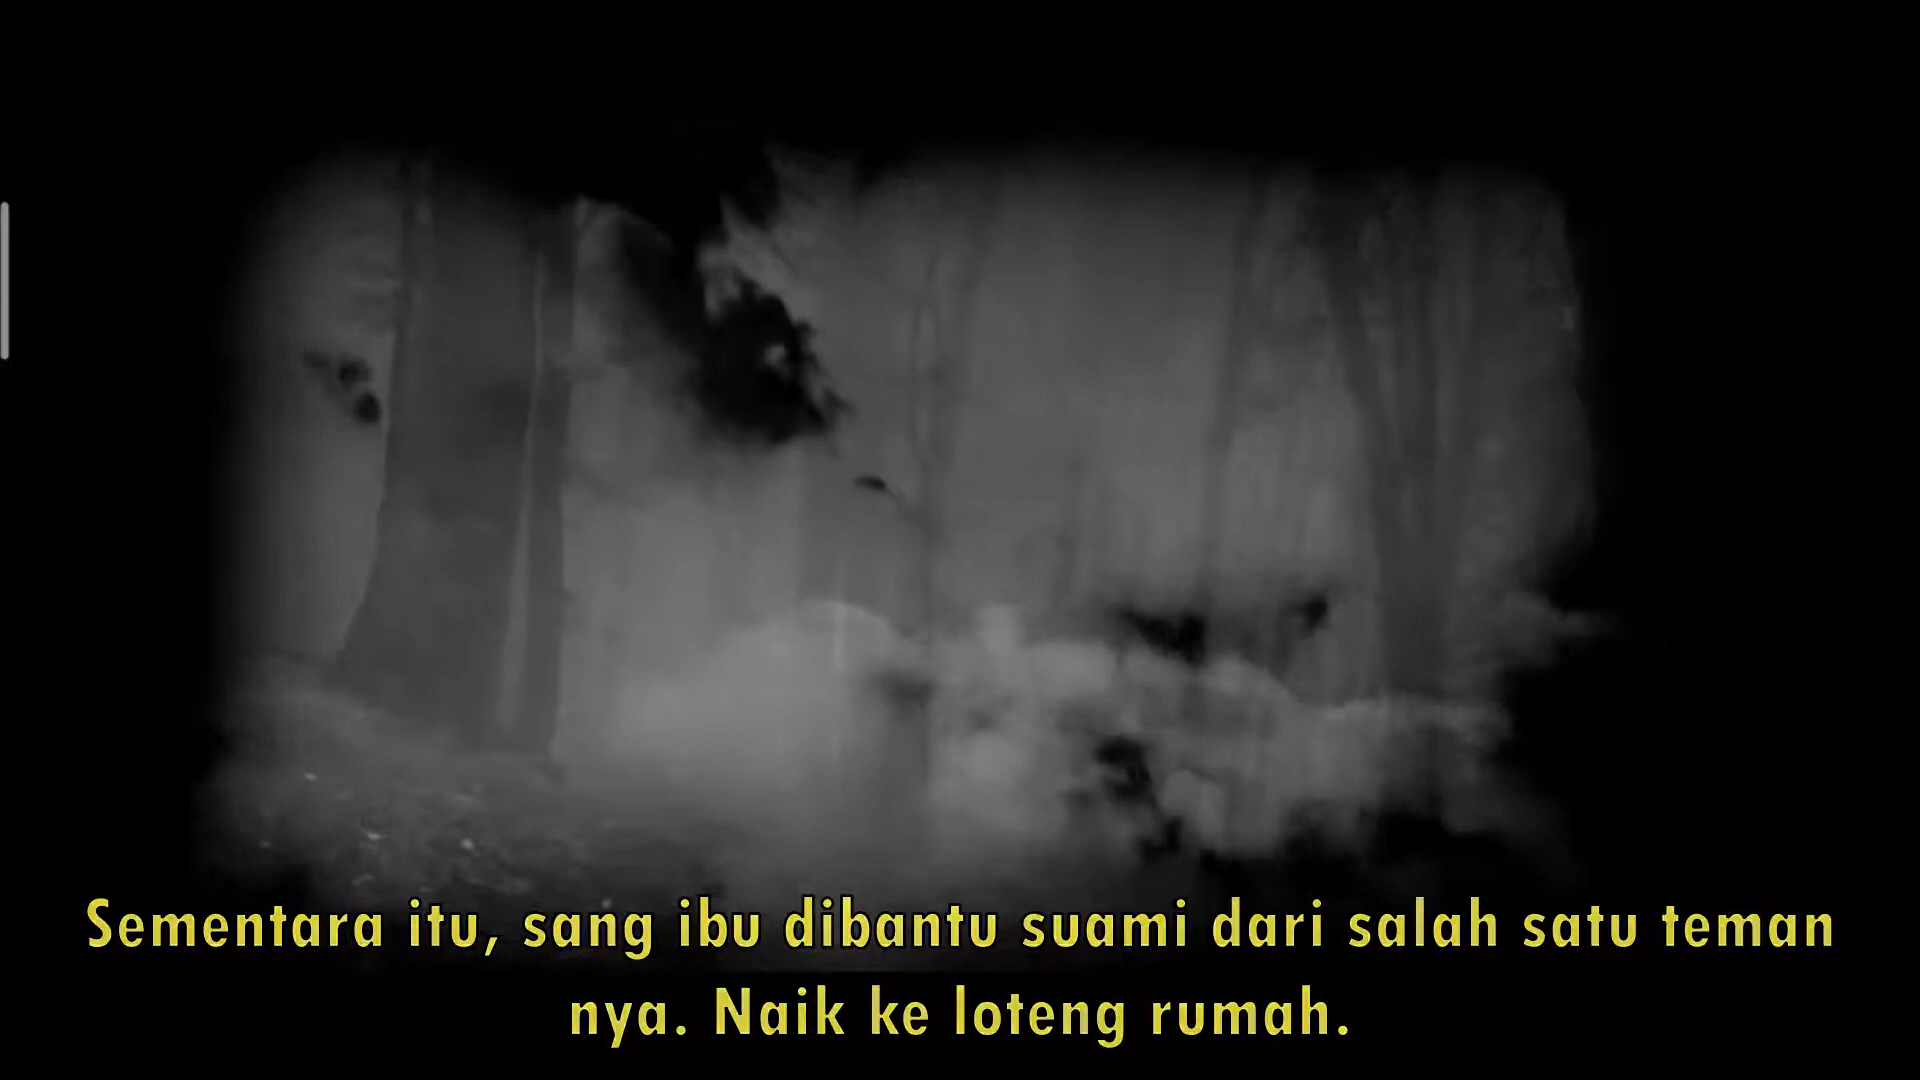 Sementara itu, sang ibu dibantu suami dari salah satu teman
nya. Naik ke loteng rumah.